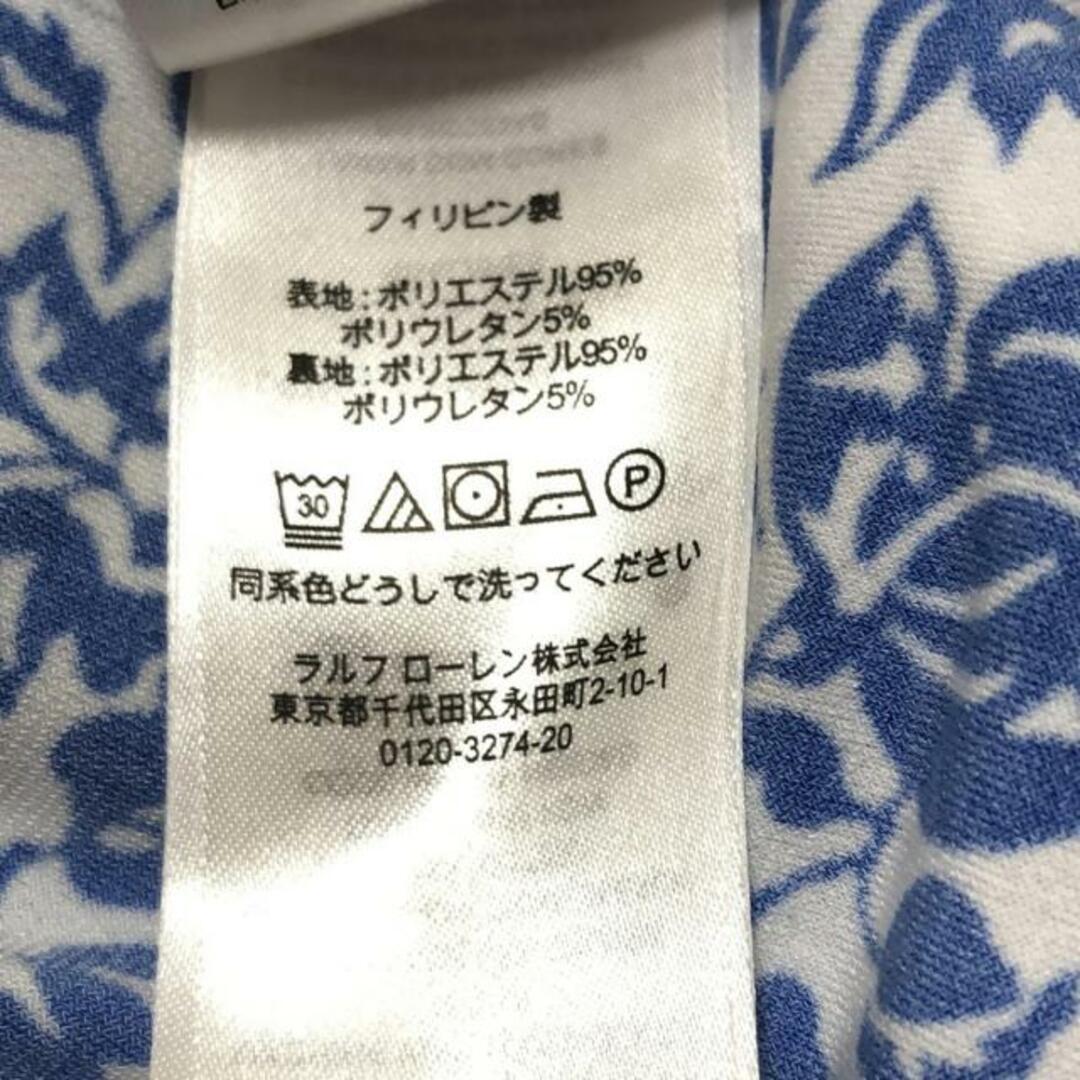 フィリピン製
表地:ポリエステル95%
ポリウレタン5%
裏地:ポリエステル95%
ポリウレタン5%
30 P
同系色どうしで洗ってください
ラルフ ローレン株式会社
東京都千代田区永田町2-10-1
0120-3274-20